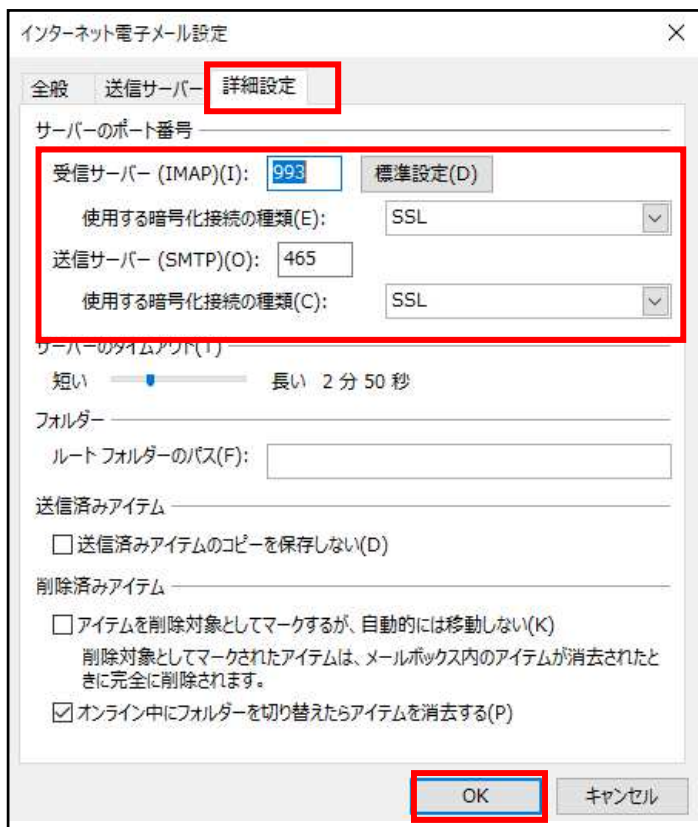 インターネット電子メール設定
全般 送信サーバー 詳細設定
サーバーのポート番号
受信サーバー (IMAP)(I): 993 標準設定(D)
使用する暗号化接続の種類(E): SSL
送信サーバー (SMTP)(O): 465
使用する暗号化接続の種類(C): SSL
サーバーのタイムアウト(T)
短い 長い 2 分 50 秒
フォルダー
ルート フォルダーのパス(F):
送信済みアイテム
送信済みアイテムのコピーを保存しない(D)
削除済みアイテム
アイテムを削除対象としてマークするが、自動的には移動しない(K)
削除対象としてマークされたアイテムは、メールボックス内のアイテムが消去されたと
きに完全に削除されます。
オンライン中にフォルダーを切り替えたらアイテムを消去する(P)
OK キャンセル